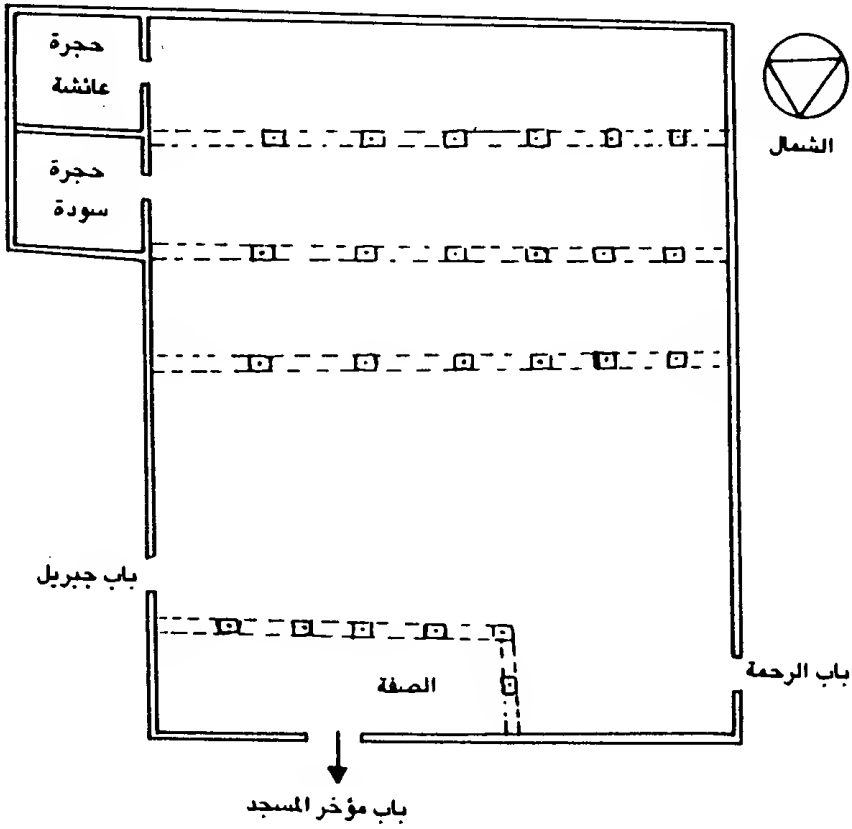 حجرة
عائشة
الشمال
حجرة
سودة
باب جبريل
باب الرحمة
الصفة
باب مؤخر المسجد